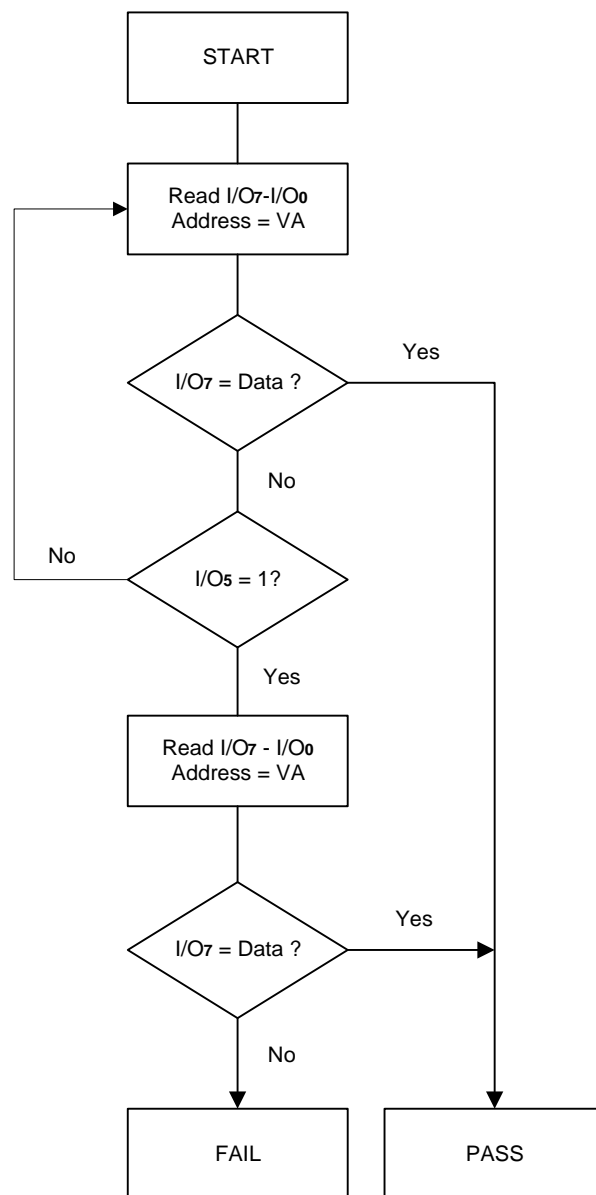 START
Read I/O7-I/O0
Address = VA
I/O7 = Data ?
Yes
No
No
I/O5 = 1?
Yes
Read I/O7 - I/O0
Address = VA
I/O7 = Data ?
Yes
No
FAIL
PASS